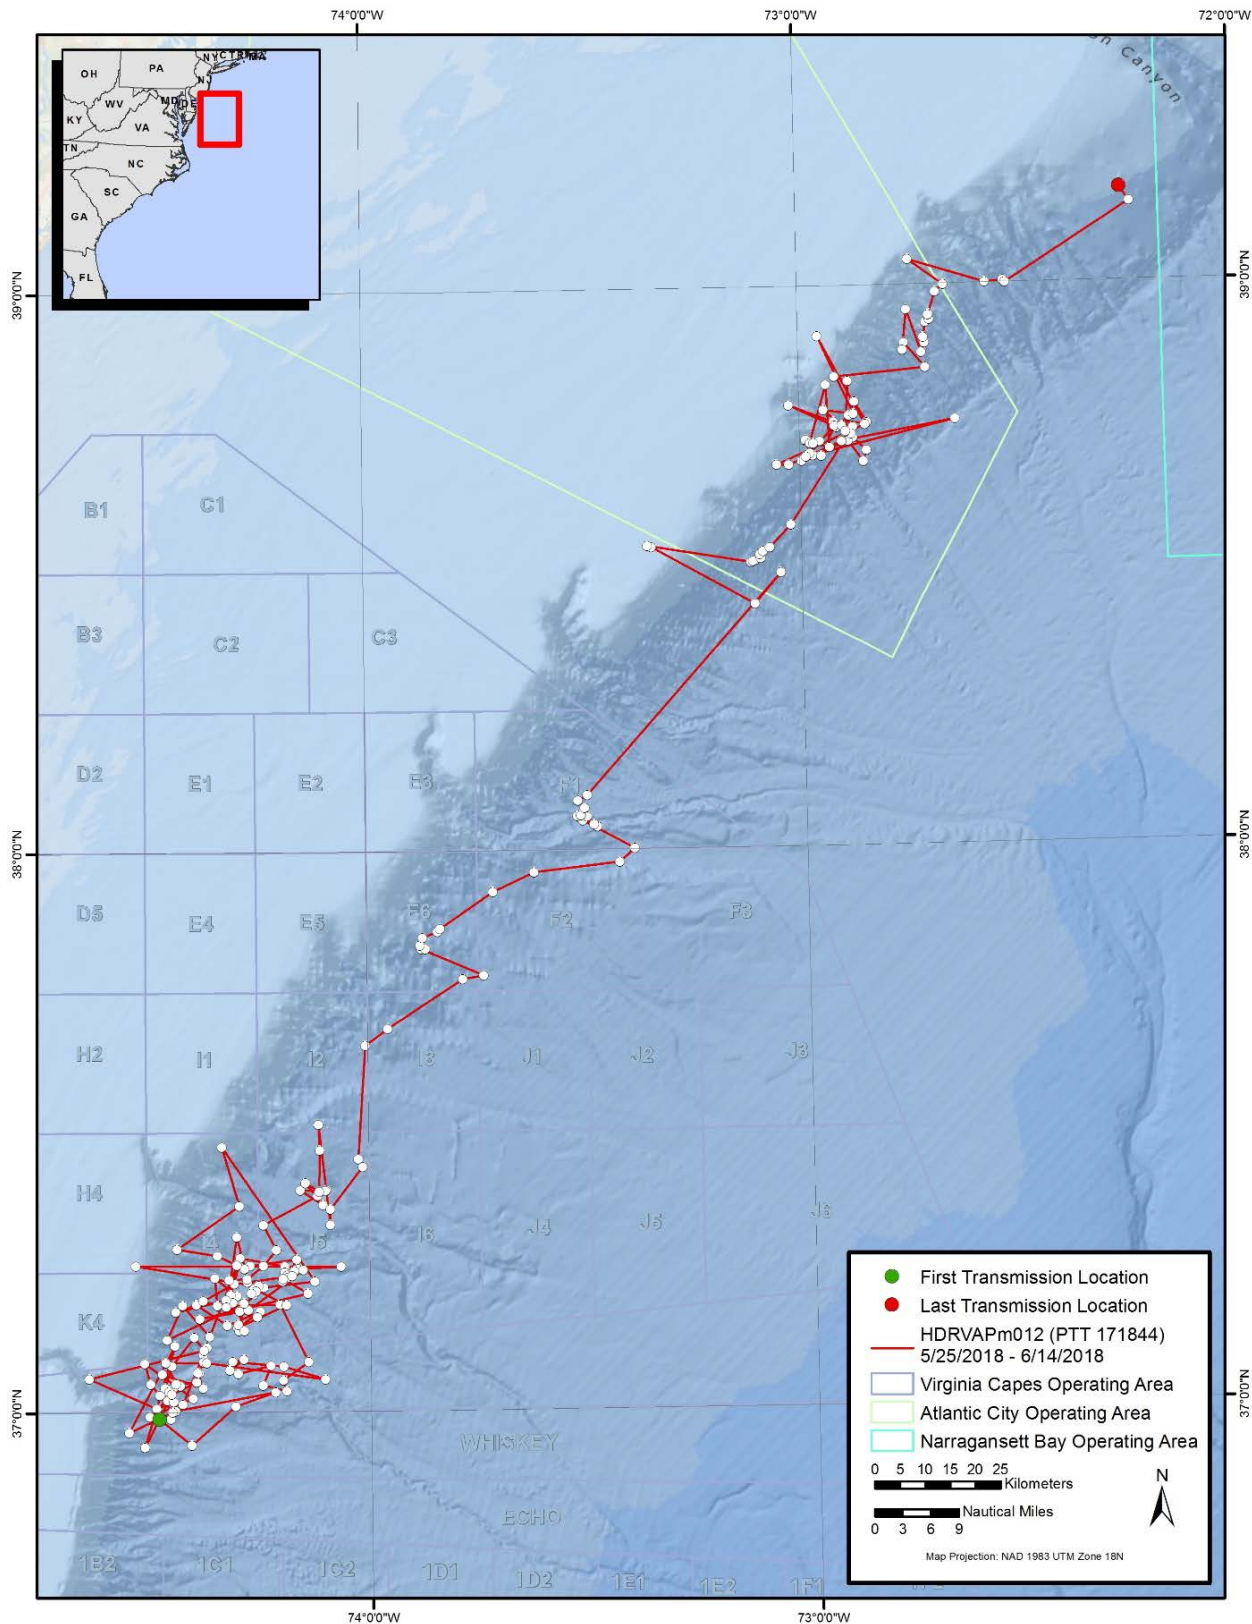 74°0'0"W 73°0'0"W 72°0'0"W
on Canyon
NY CT RI MA
OH PA
N
WV MD DE
KY VA
TN
NC
SC
GA
FL
39°0'0"N 39°0'0"N
B1 C1
B3 C2 C3
D2 E1 E2 E3 F1
38°0'0"N 38°0'0"N
D5 E4 E5 F6 F2 F3
H2 I1 I2 I3 J1 J2 J3
H4 I4 I5 I6 J4 J5 J6
K4
37°0'0"N 37°0'0"N
WHISKEY
ECHO
1B2 1C1 1C2 1D1 1D2 1E1 1E2 1F1
First Transmission Location
Last Transmission Location
HDRVAPm012 (PTT 171844)
5/25/2018 - 6/14/2018
Virginia Capes Operating Area
Atlantic City Operating Area
Narragansett Bay Operating Area
0 5 10 15 20 25
Kilometers
Nautical Miles
0 3 6 9
N
Map Projection: NAD 1983 UTM Zone 18N
74°0'0"W 73°0'0"W